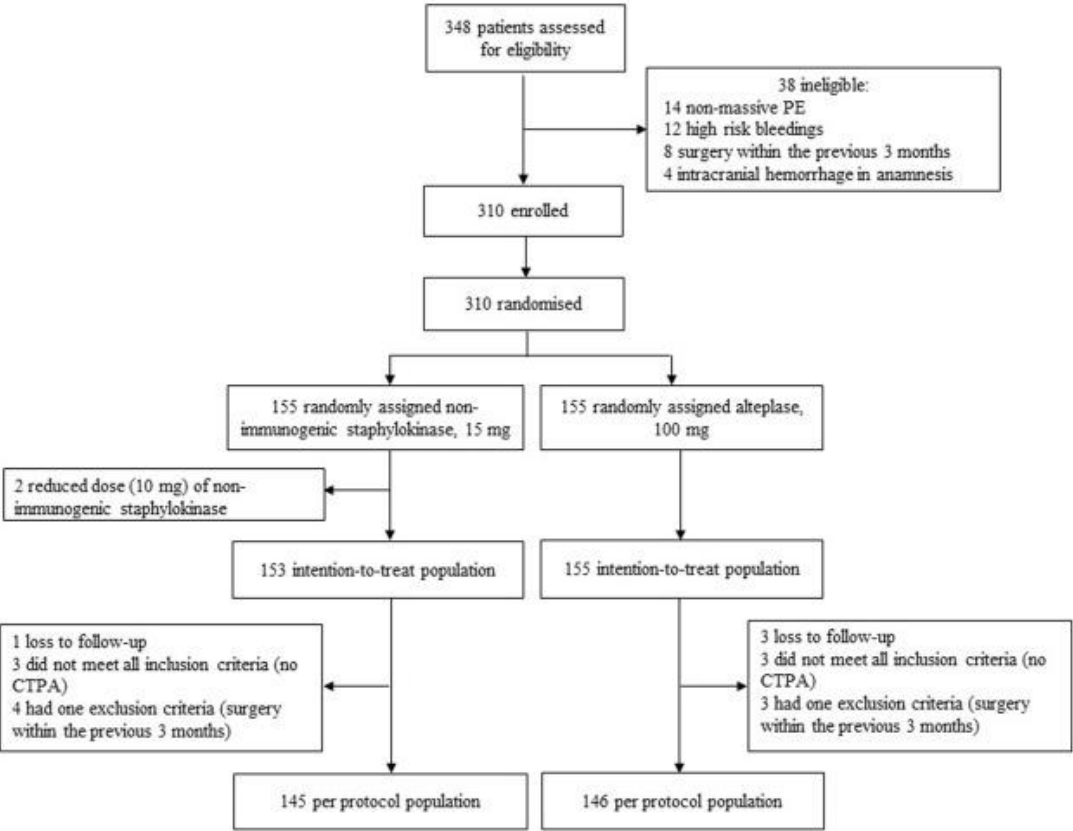 348 patients assessed
for eligibility
38 ineligible:
14 non-massive PE
12 high risk bleedings
8 surgery within the previous 3 months
4 intracranial hemorrhage in anamnesis
310 enrolled
310 randomised
155 randomly assigned non-
immunogenic staphylokinase, 15 mg
155 randomly assigned alteplase,
100 mg
2 reduced dose (10 mg) of non-
immunogenic staphylokinase
153 intention-to-treat population
155 intention-to-treat population
1 loss to follow-up
3 did not meet all inclusion criteria (no
CTPA)
4 had one exclusion criteria (surgery
within the previous 3 months)
3 loss to follow-up
3 did not meet all inclusion criteria (no
CTPA)
3 had one exclusion criteria (surgery
within the previous 3 months)
145 per protocol population
146 per protocol population